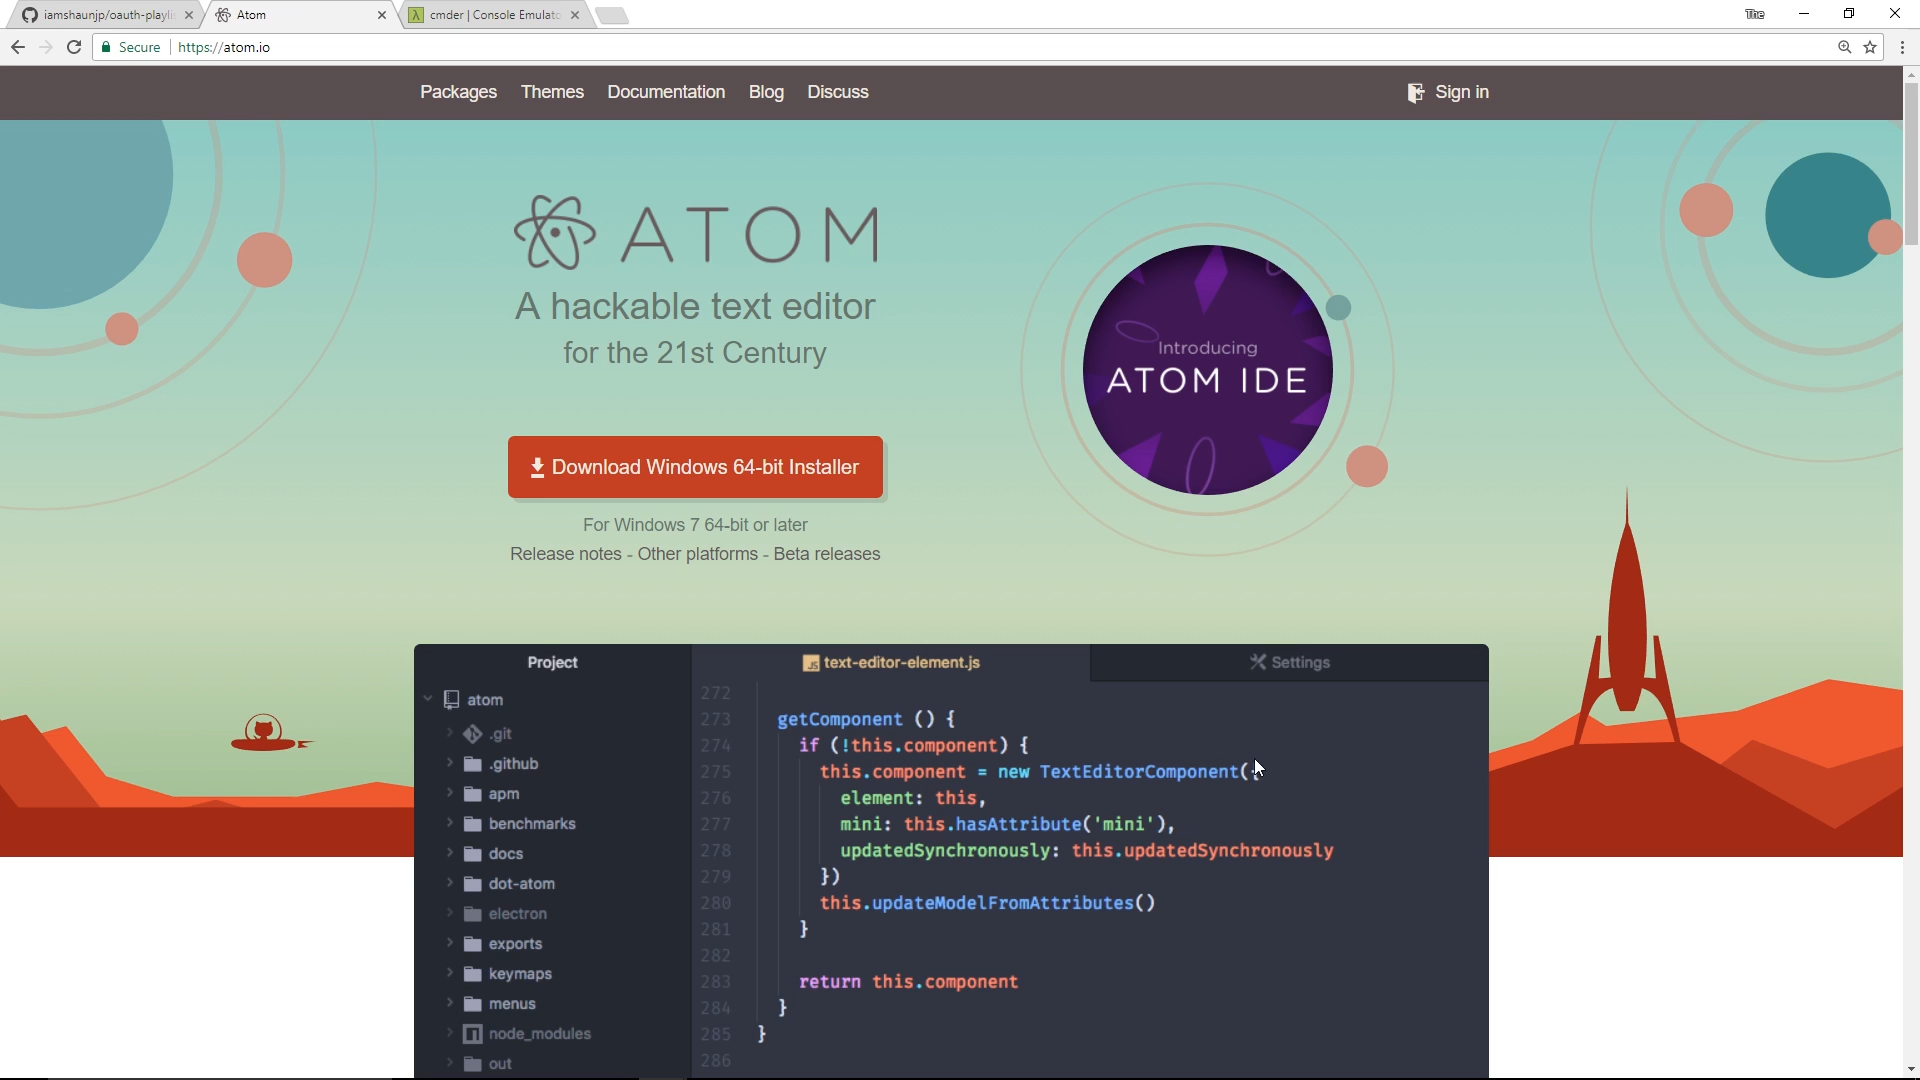 iamshaunjp/oauth-playli
Atom
cmder | Console Emulato
The
Secure
https://atom.io
Packages
Themes
Documentation
Blog
Discuss
Sign in
ATOM
A hackable text editor
for the 21st Century
Introducing
ATOM IDE
Download Windows 64-bit Installer
For Windows 7 64-bit or later
Release notes - Other platforms - Beta releases
Project
text-editor-element.js
Settings
atom
.git
.github
apm
benchmarks
docs
dot-atom
electron
exports
keymaps
menus
node_modules
out
272
273 getComponent () {
274 if (!this.component) {
275 this.component = new TextEditorComponent({
276 element: this,
277 mini: this.hasAttribute('mini'),
278 updatedSynchronously: this.updatedSynchronously
279 })
280 this.updateModelFromAttributes()
281 }
282
283 return this.component
284 }
285 }
286